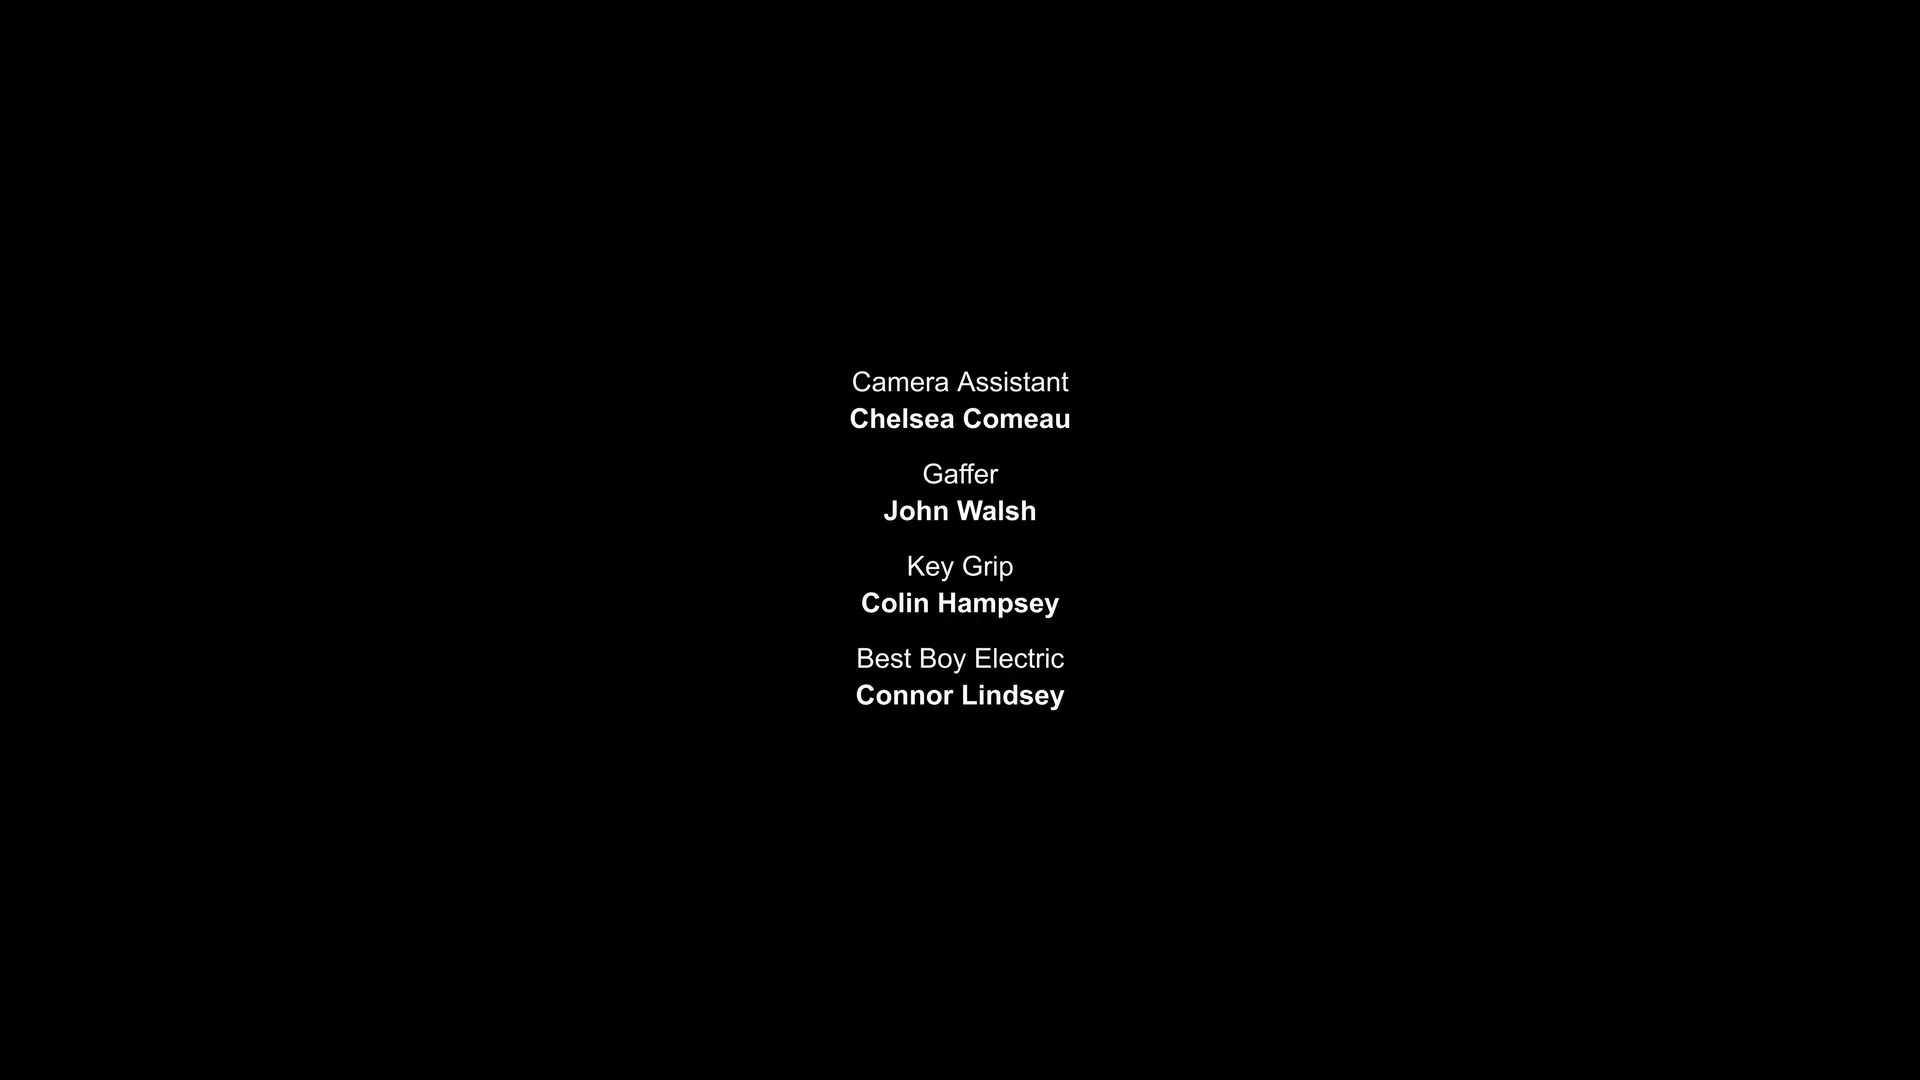 Camera Assistant
Chelsea Comeau
Gaffer
John Walsh
Key Grip
Colin Hampsey
Best Boy Electric
Connor Lindsey